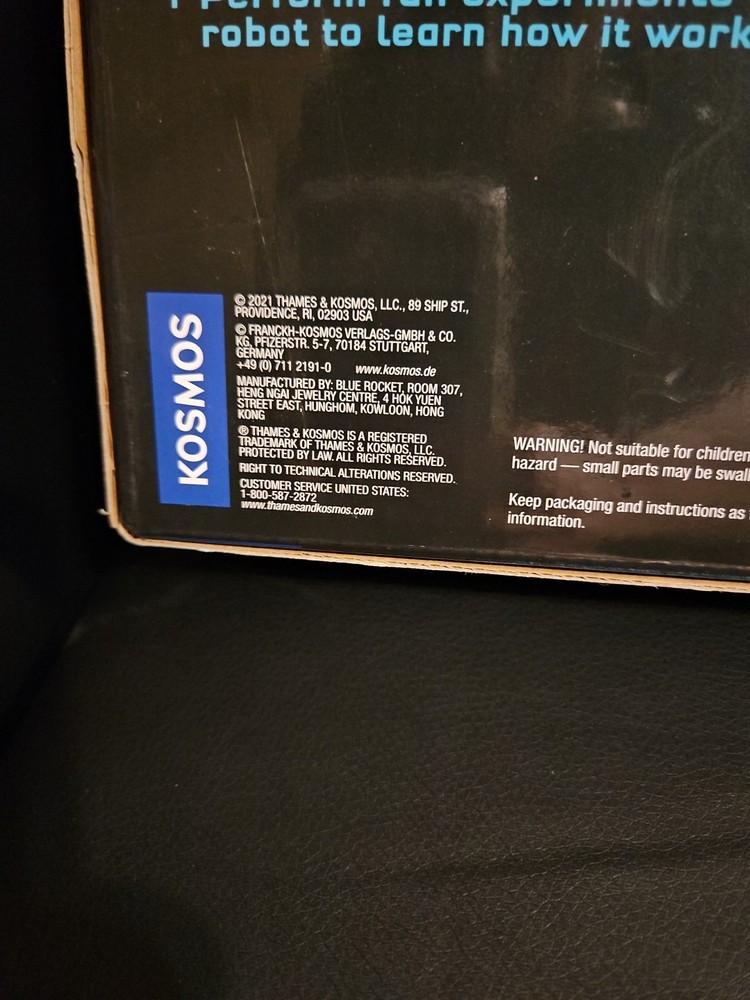 Perform fun experiments
robot to learn how it work
KOSMOS
© 2021 THAMES & KOSMOS, LLC., 89 SHIP ST.,
PROVIDENCE, RI, 02903 USA
© FRANCKH-KOSMOS VERLAGS-GMBH & CO.
KG, PFIZERSTR. 5-7, 70184 STUTTGART,
GERMANY
+49 (0) 711 2191-0 www.kosmos.de
MANUFACTURED BY: BLUE ROCKET, ROOM 307,
HENG NGAI JEWELRY CENTRE, 4 HOK YUEN
STREET EAST, HUNGHOM, KOWLOON, HONG
KONG
® THAMES & KOSMOS IS A REGISTERED
TRADEMARK OF THAMES & KOSMOS, LLC.
PROTECTED BY LAW. ALL RIGHTS RESERVED.
RIGHT TO TECHNICAL ALTERATIONS RESERVED.
CUSTOMER SERVICE UNITED STATES:
1-800-587-2872
www.thamesandkosmos.com
WARNING! Not suitable for children
hazard — small parts may be swal
Keep packaging and instructions as
information.